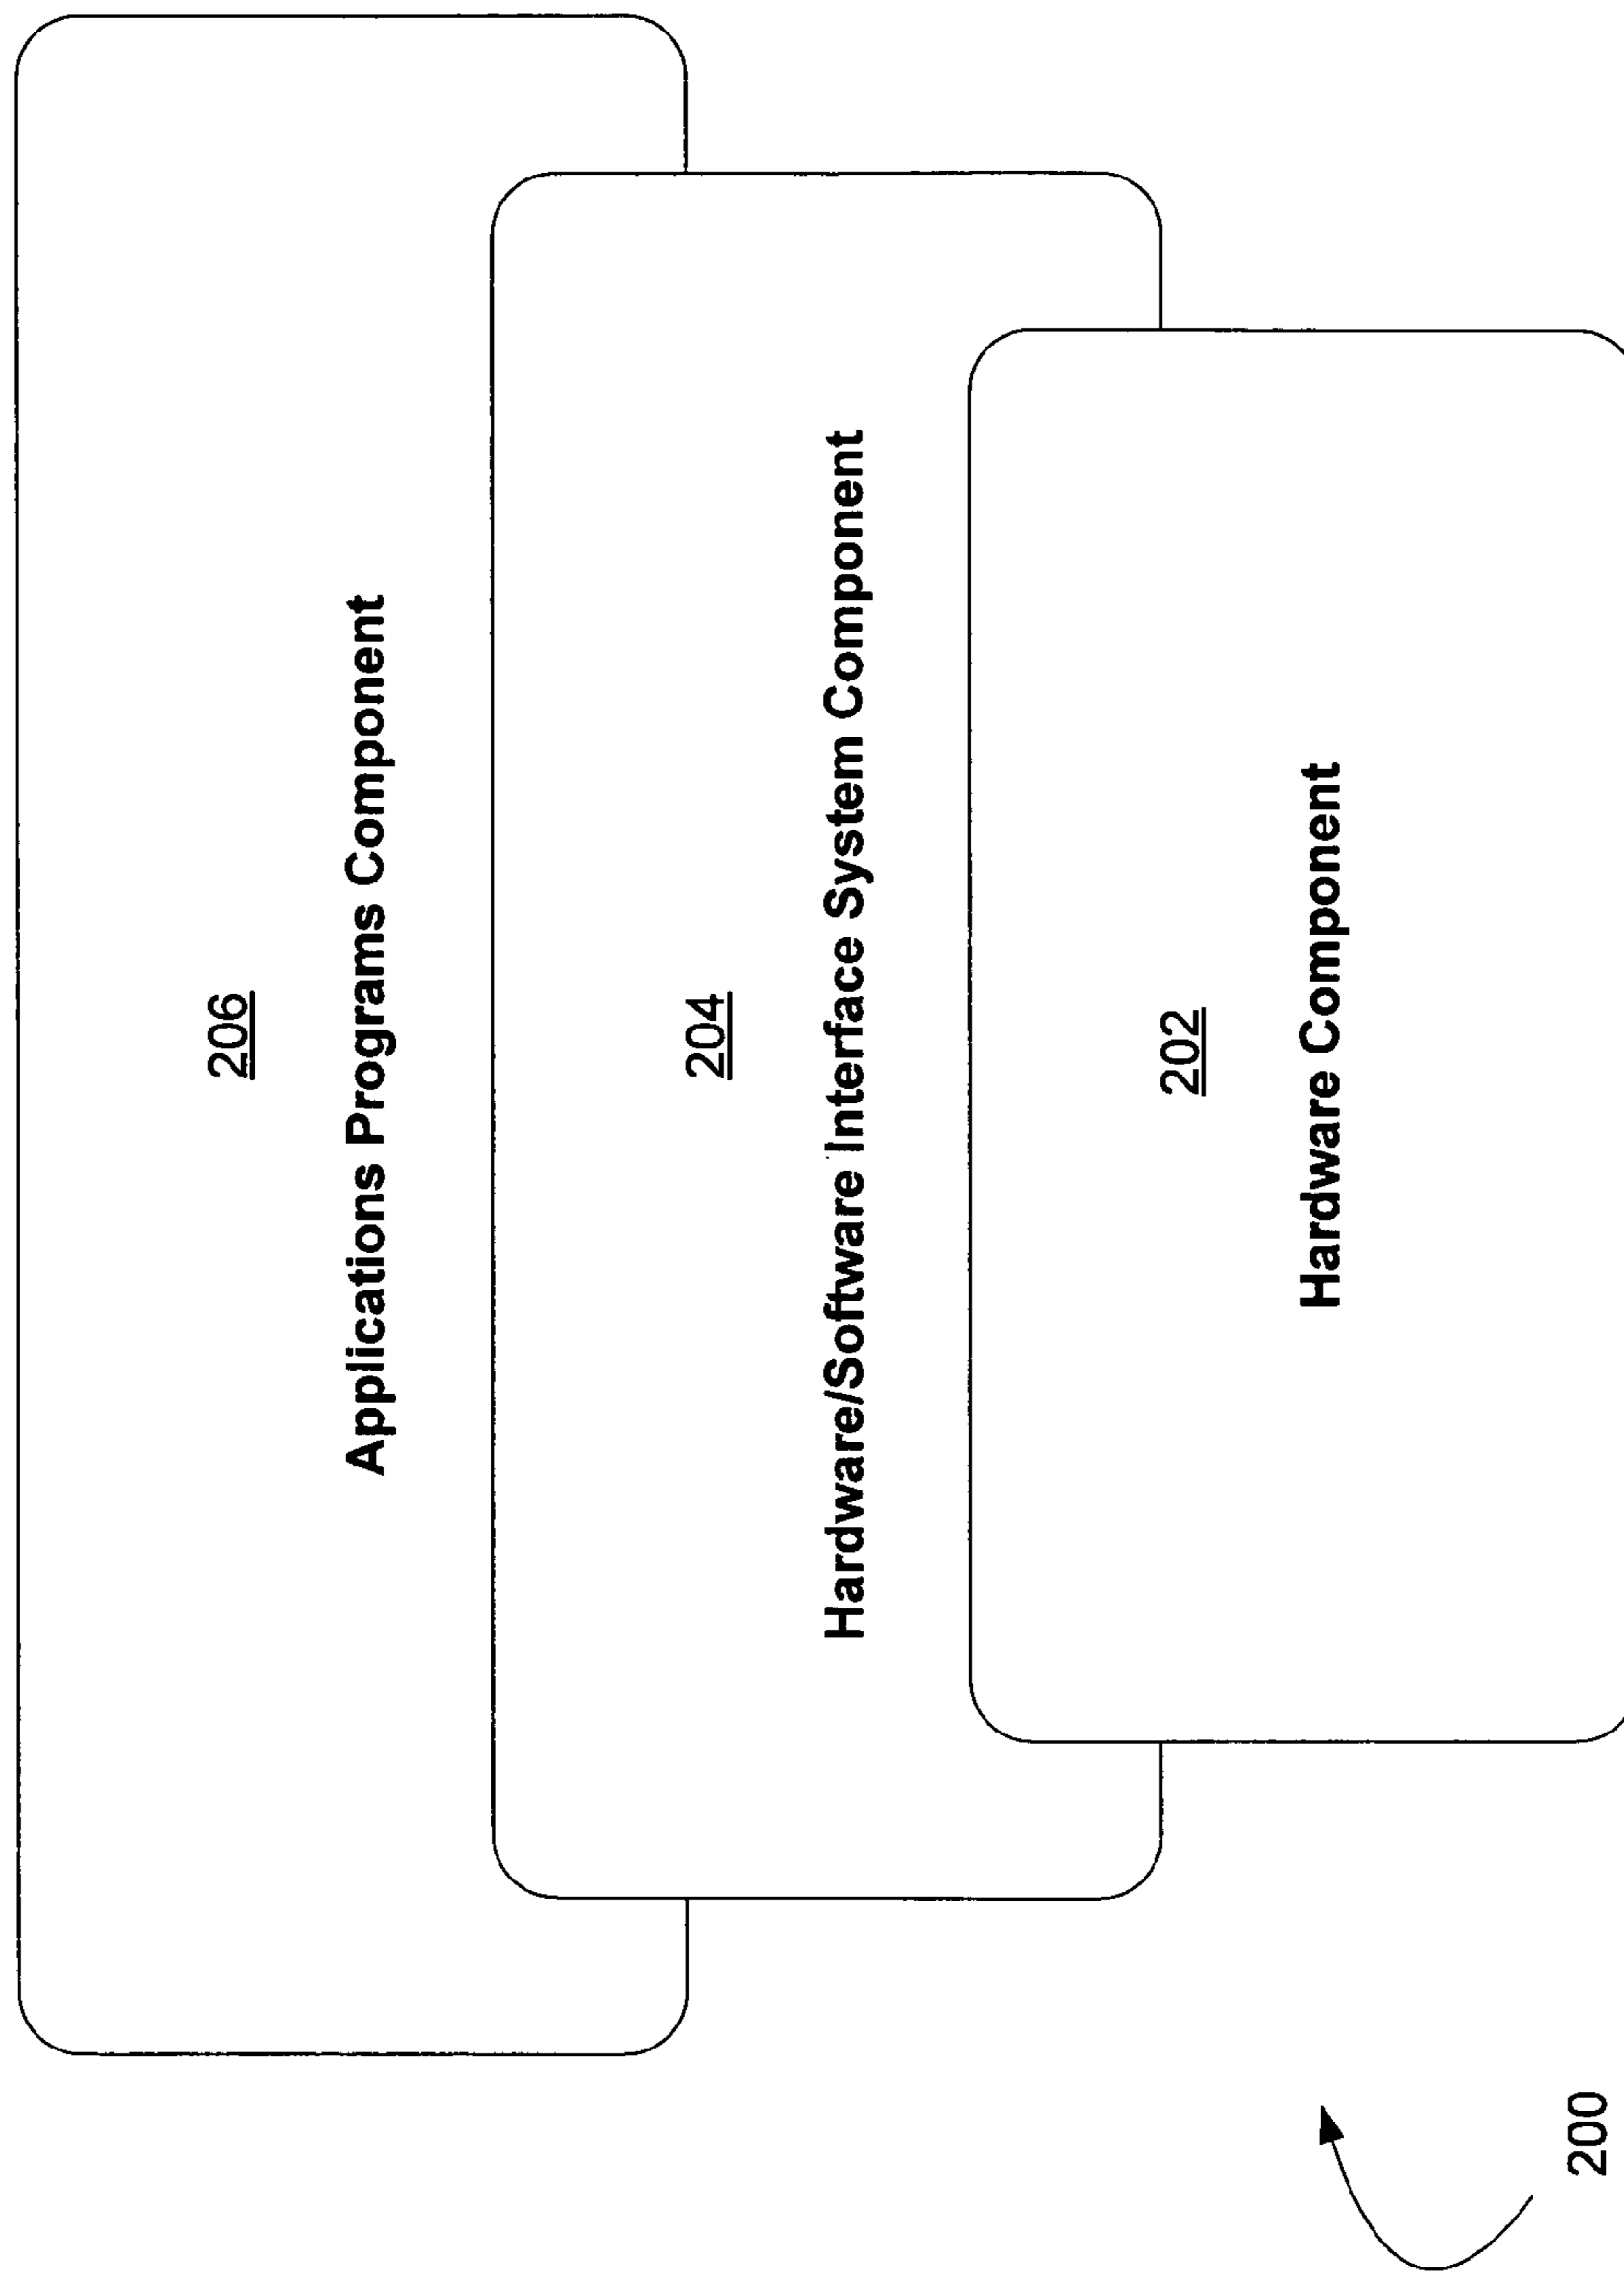 206
Applications Programs Component
204
Hardware/Software Interface System Component
202
Hardware Component
200